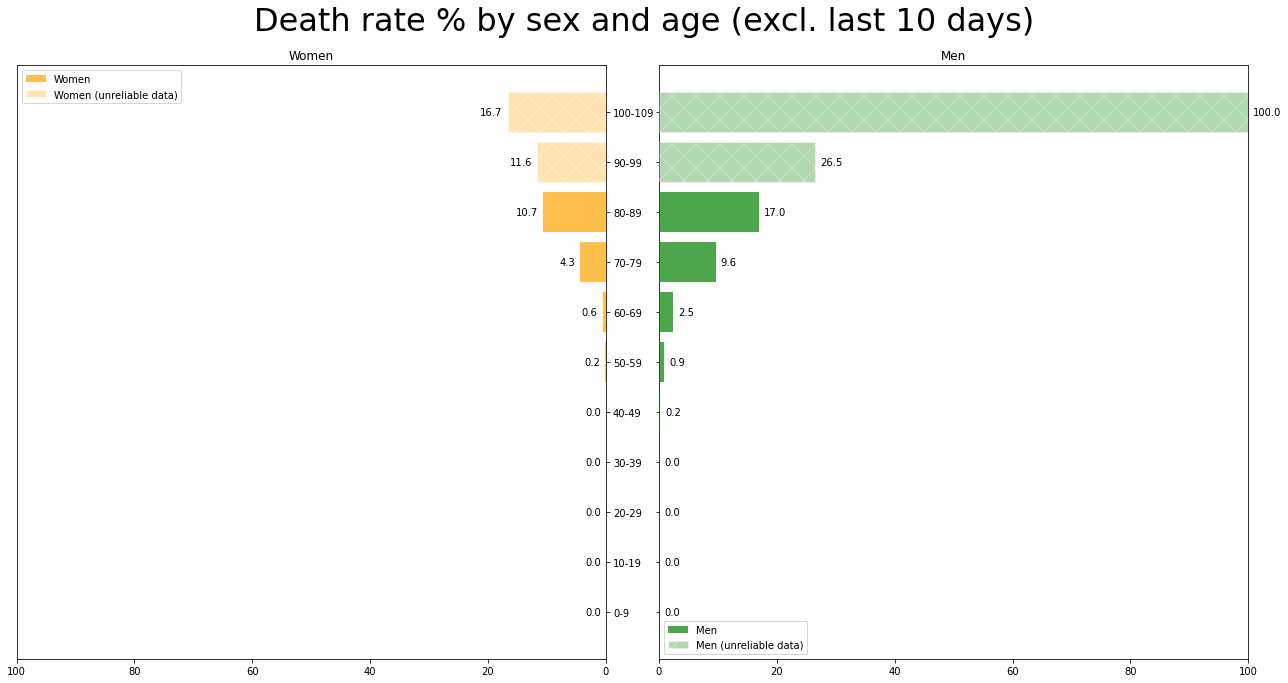 Death rate % by sex and age (excl. last 10 days)
Women
Men
Women
Women (unreliable data)
16.7 100-109 100.0
11.6 90-99 26.5
10.7 80-89 17.0
4.3 70-79 9.6
0.6 60-69 2.5
0.2 50-59 0.9
0.0 40-49 0.2
0.0 30-39 0.0
0.0 20-29 0.0
0.0 10-19 0.0
0.0 0-9 0.0
Men
Men (unreliable data)
100 80 60 40 20 0
0 20 40 60 80 100